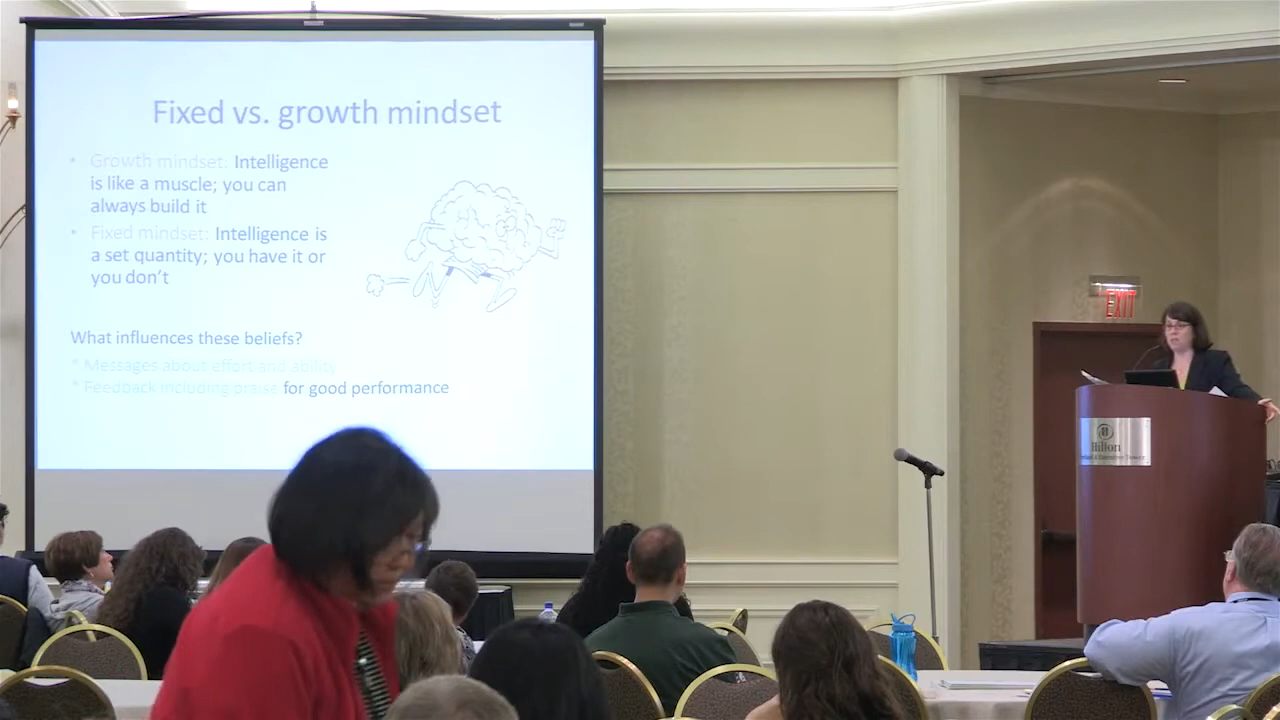 Fixed vs. growth mindset
• Growth mindset: Intelligence
is like a muscle; you can
always build it
• Fixed mindset: Intelligence is
a set quantity; you have it or
you don't
What influences these beliefs?
* Messages about effort and ability
* Feedback including praise for good performance
EXIT
Hilton